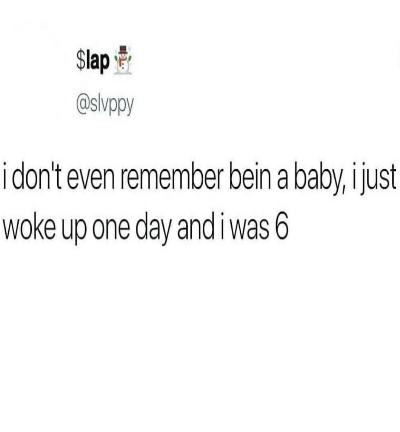 $lap ⛄
@slvppy
i don't even remember bein a baby, i just
woke up one day and i was 6